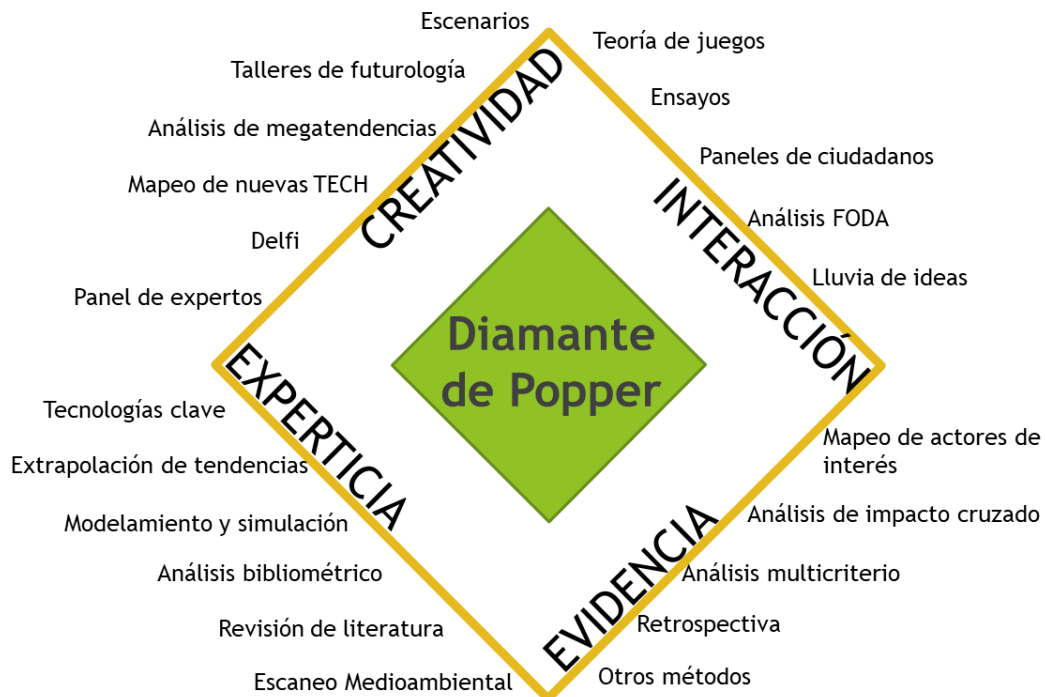 Escenarios
Talleres de futurología
Análisis de megatendencias
Mapeo de nuevas TECH
Delfi
Panel de expertos
CREATIVIDAD
Teoría de juegos
Ensayos
Paneles de ciudadanos
Análisis FODA
Lluvia de ideas
INTERACCIÓN
Diamante
de Popper
EXPERTICIA
Tecnologías clave
Extrapolación de tendencias
Modelamiento y simulación
Análisis bibliométrico
Revisión de literatura
Escaneo Medioambiental
EVIDENCIA
Mapeo de actores de
interés
Análisis de impacto cruzado
Análisis multicriterio
Retrospectiva
Otros métodos